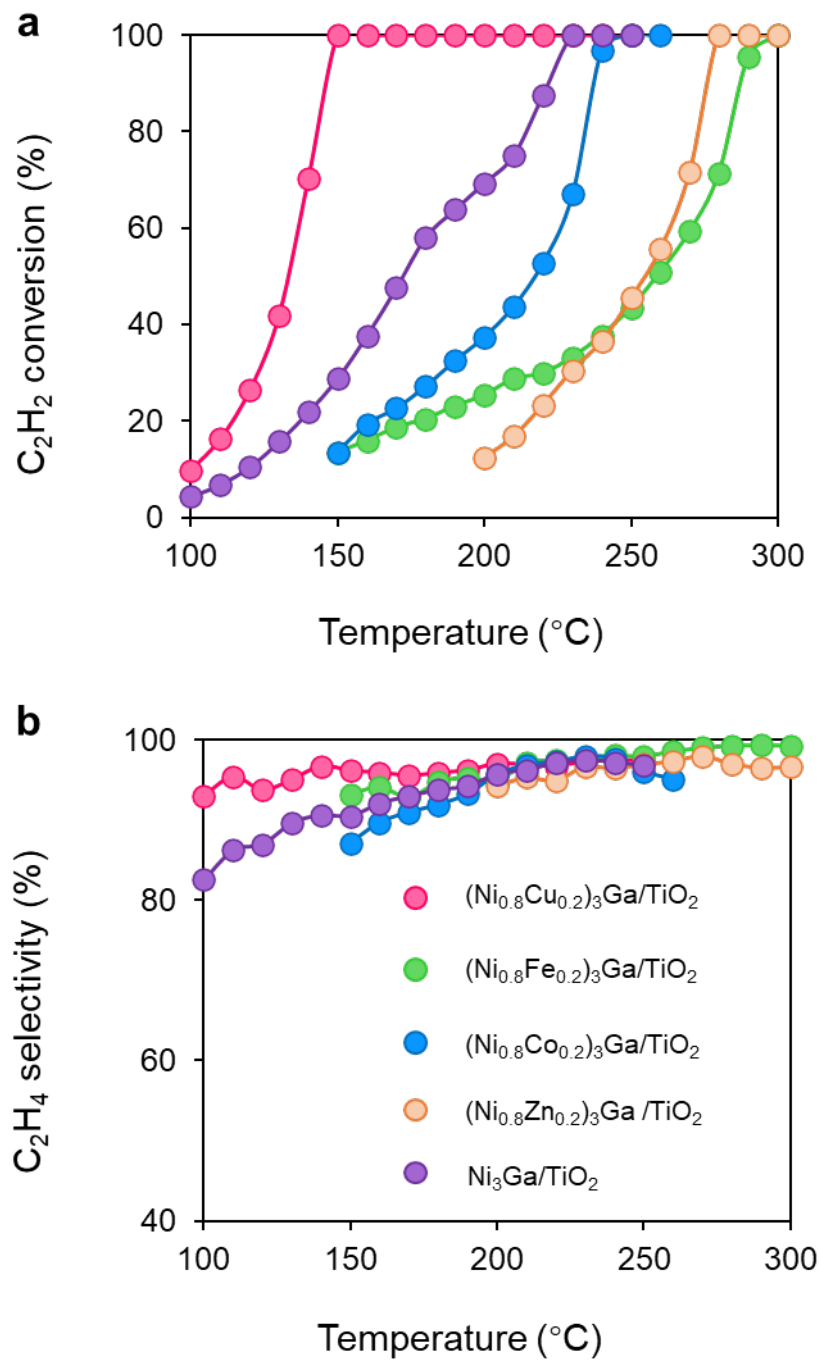 a
100
80
60
40
20
0
C₂H₂ conversion (%)
100 150 200 250 300
Temperature (°C)
b
100
80
60
40
C₂H₄ selectivity (%)
(Ni₀.₈Cu₀.₂)₃Ga/TiO₂
(Ni₀.₈Fe₀.₂)₃Ga/TiO₂
(Ni₀.₈Co₀.₂)₃Ga/TiO₂
(Ni₀.₈Zn₀.₂)₃Ga /TiO₂
Ni₃Ga/TiO₂
100 150 200 250 300
Temperature (°C)